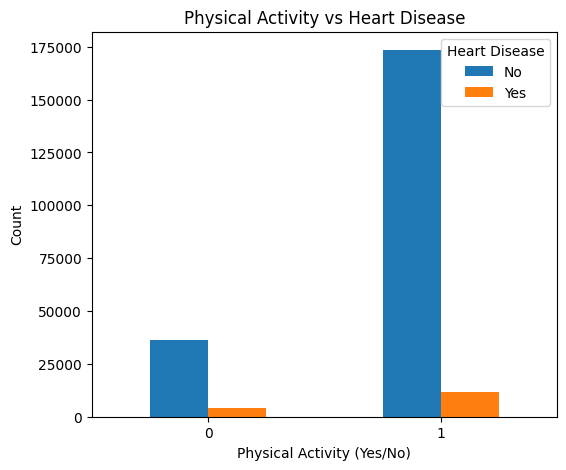 Physical Activity vs Heart Disease
Heart Disease
No
Yes
175000
150000
125000
100000
75000
50000
25000
0
Count
0
1
Physical Activity (Yes/No)